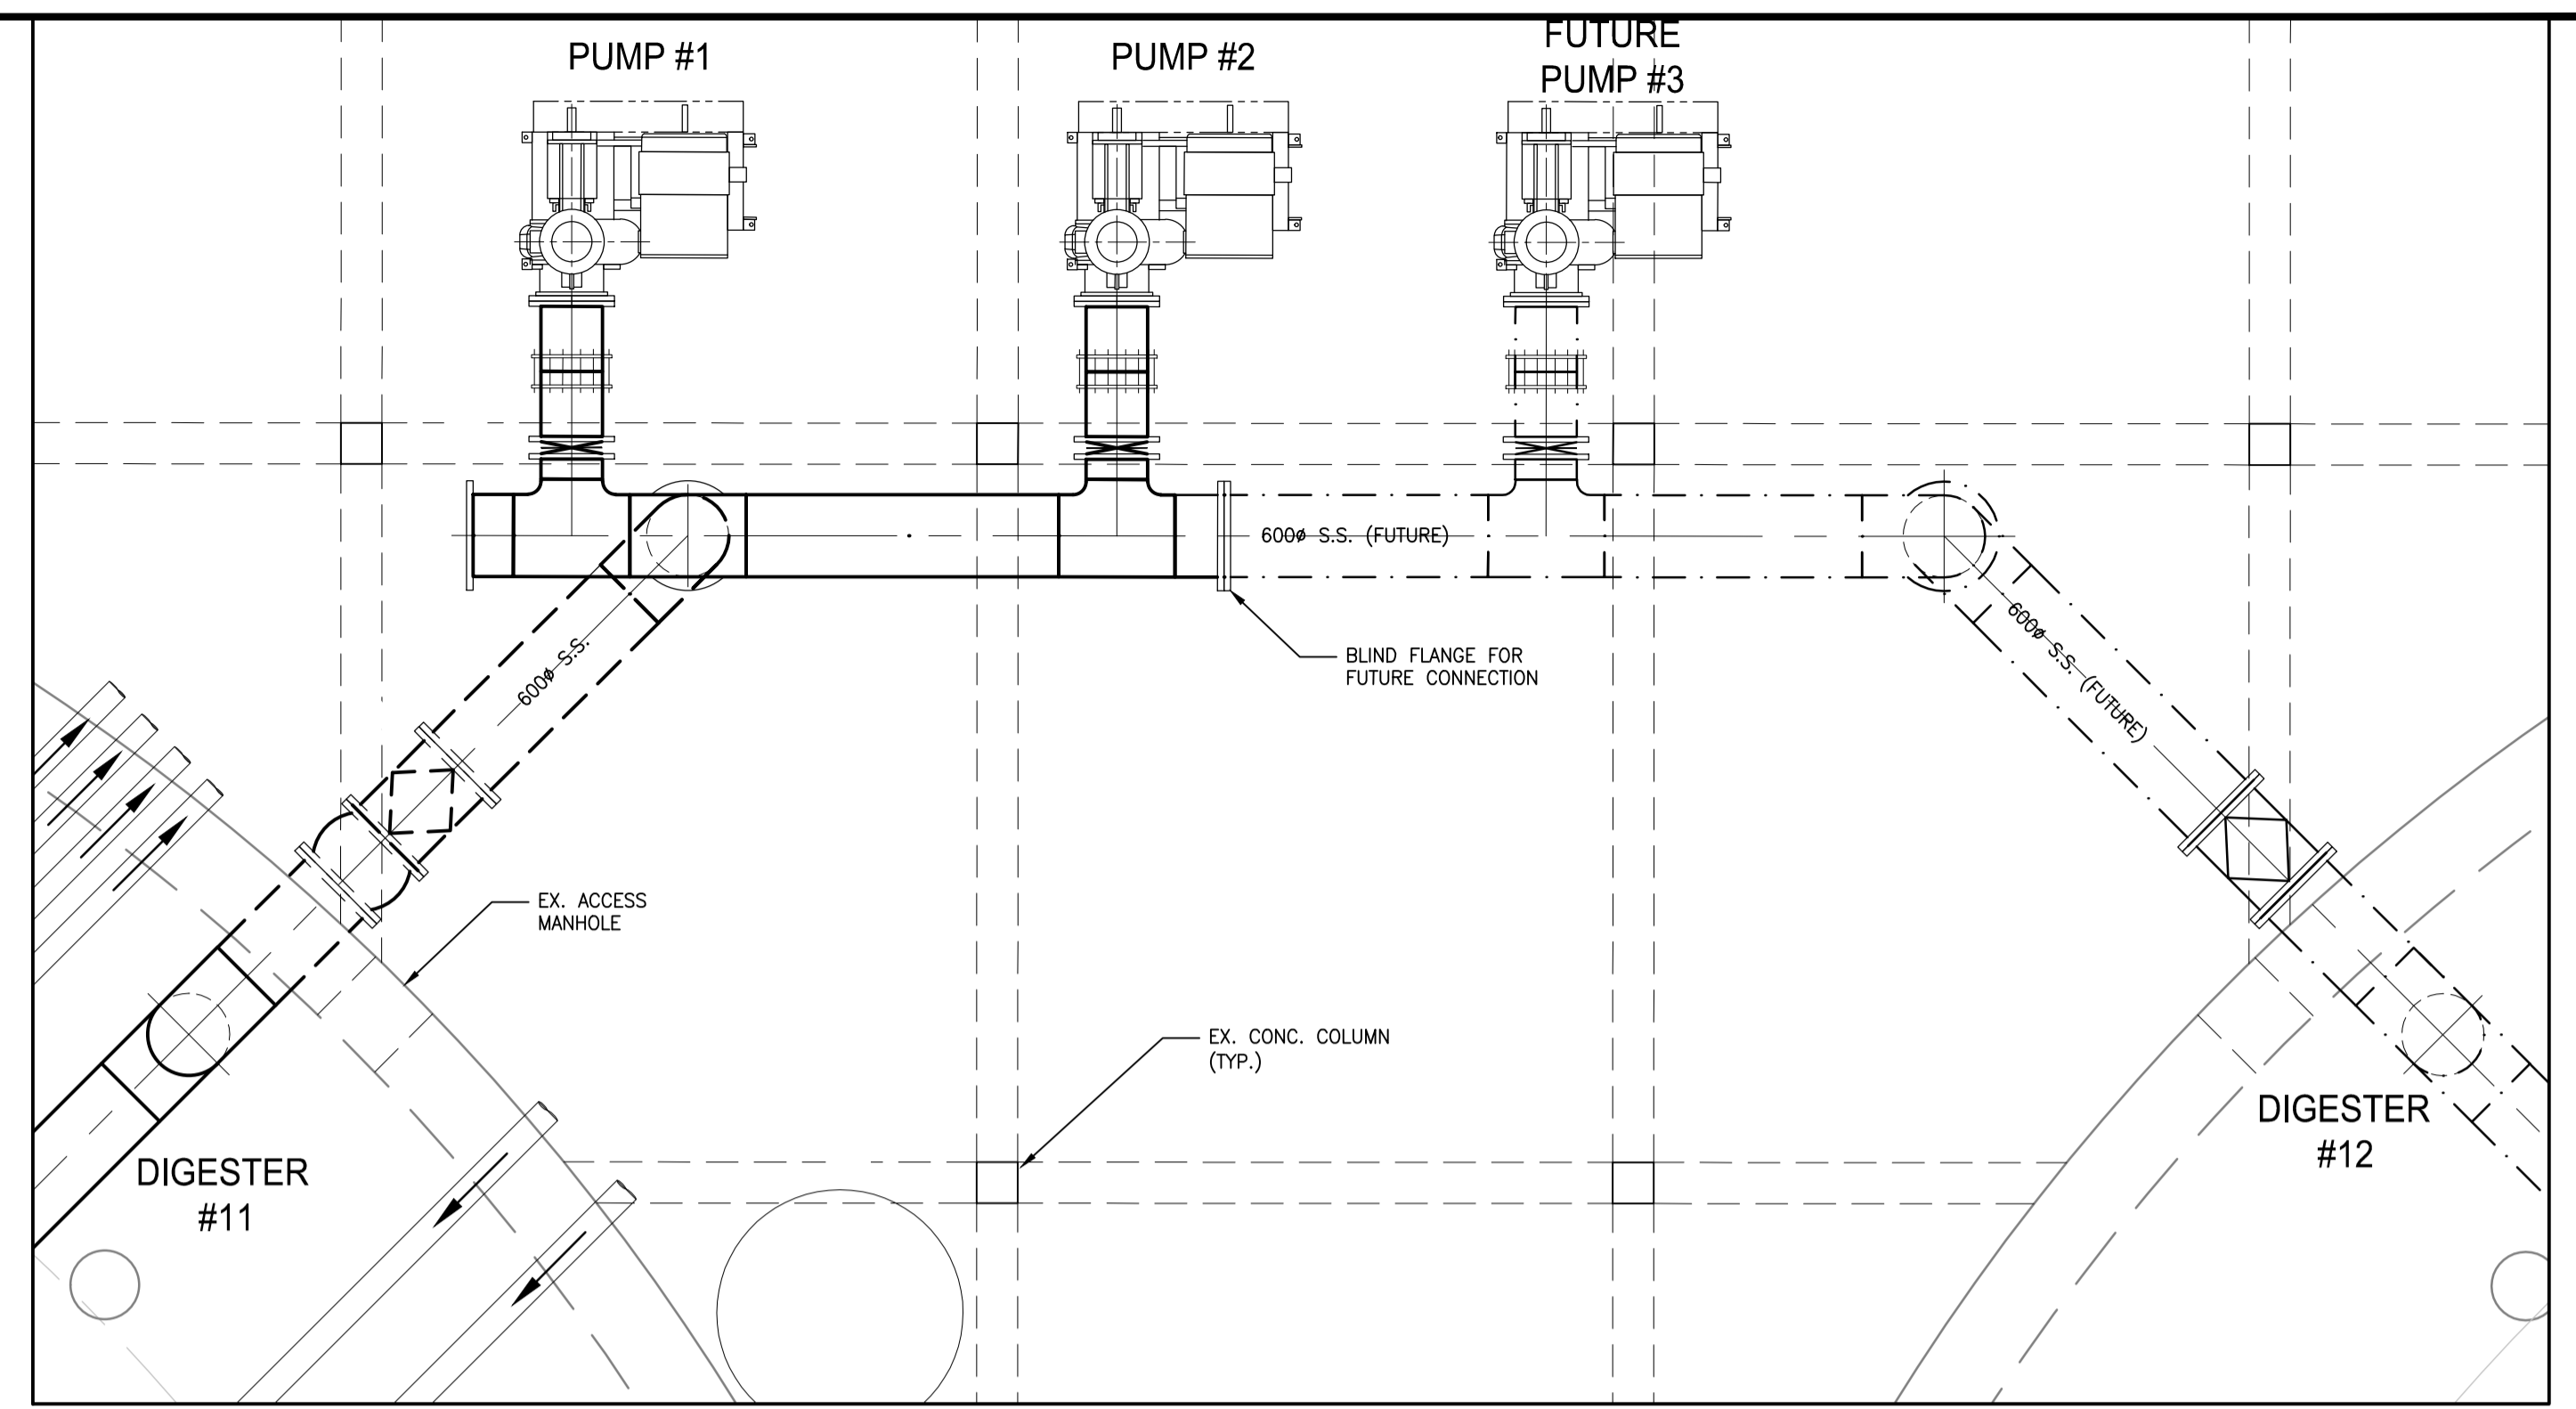 PUMP #1
PUMP #2
FUTURE
PUMP #3
600ø S.S. (FUTURE)
600ø S.S.
600ø S.S. (FUTURE)
BLIND FLANGE FOR
FUTURE CONNECTION
EX. ACCESS
MANHOLE
EX. CONC. COLUMN
(TYP.)
DIGESTER
#11
DIGESTER
#12